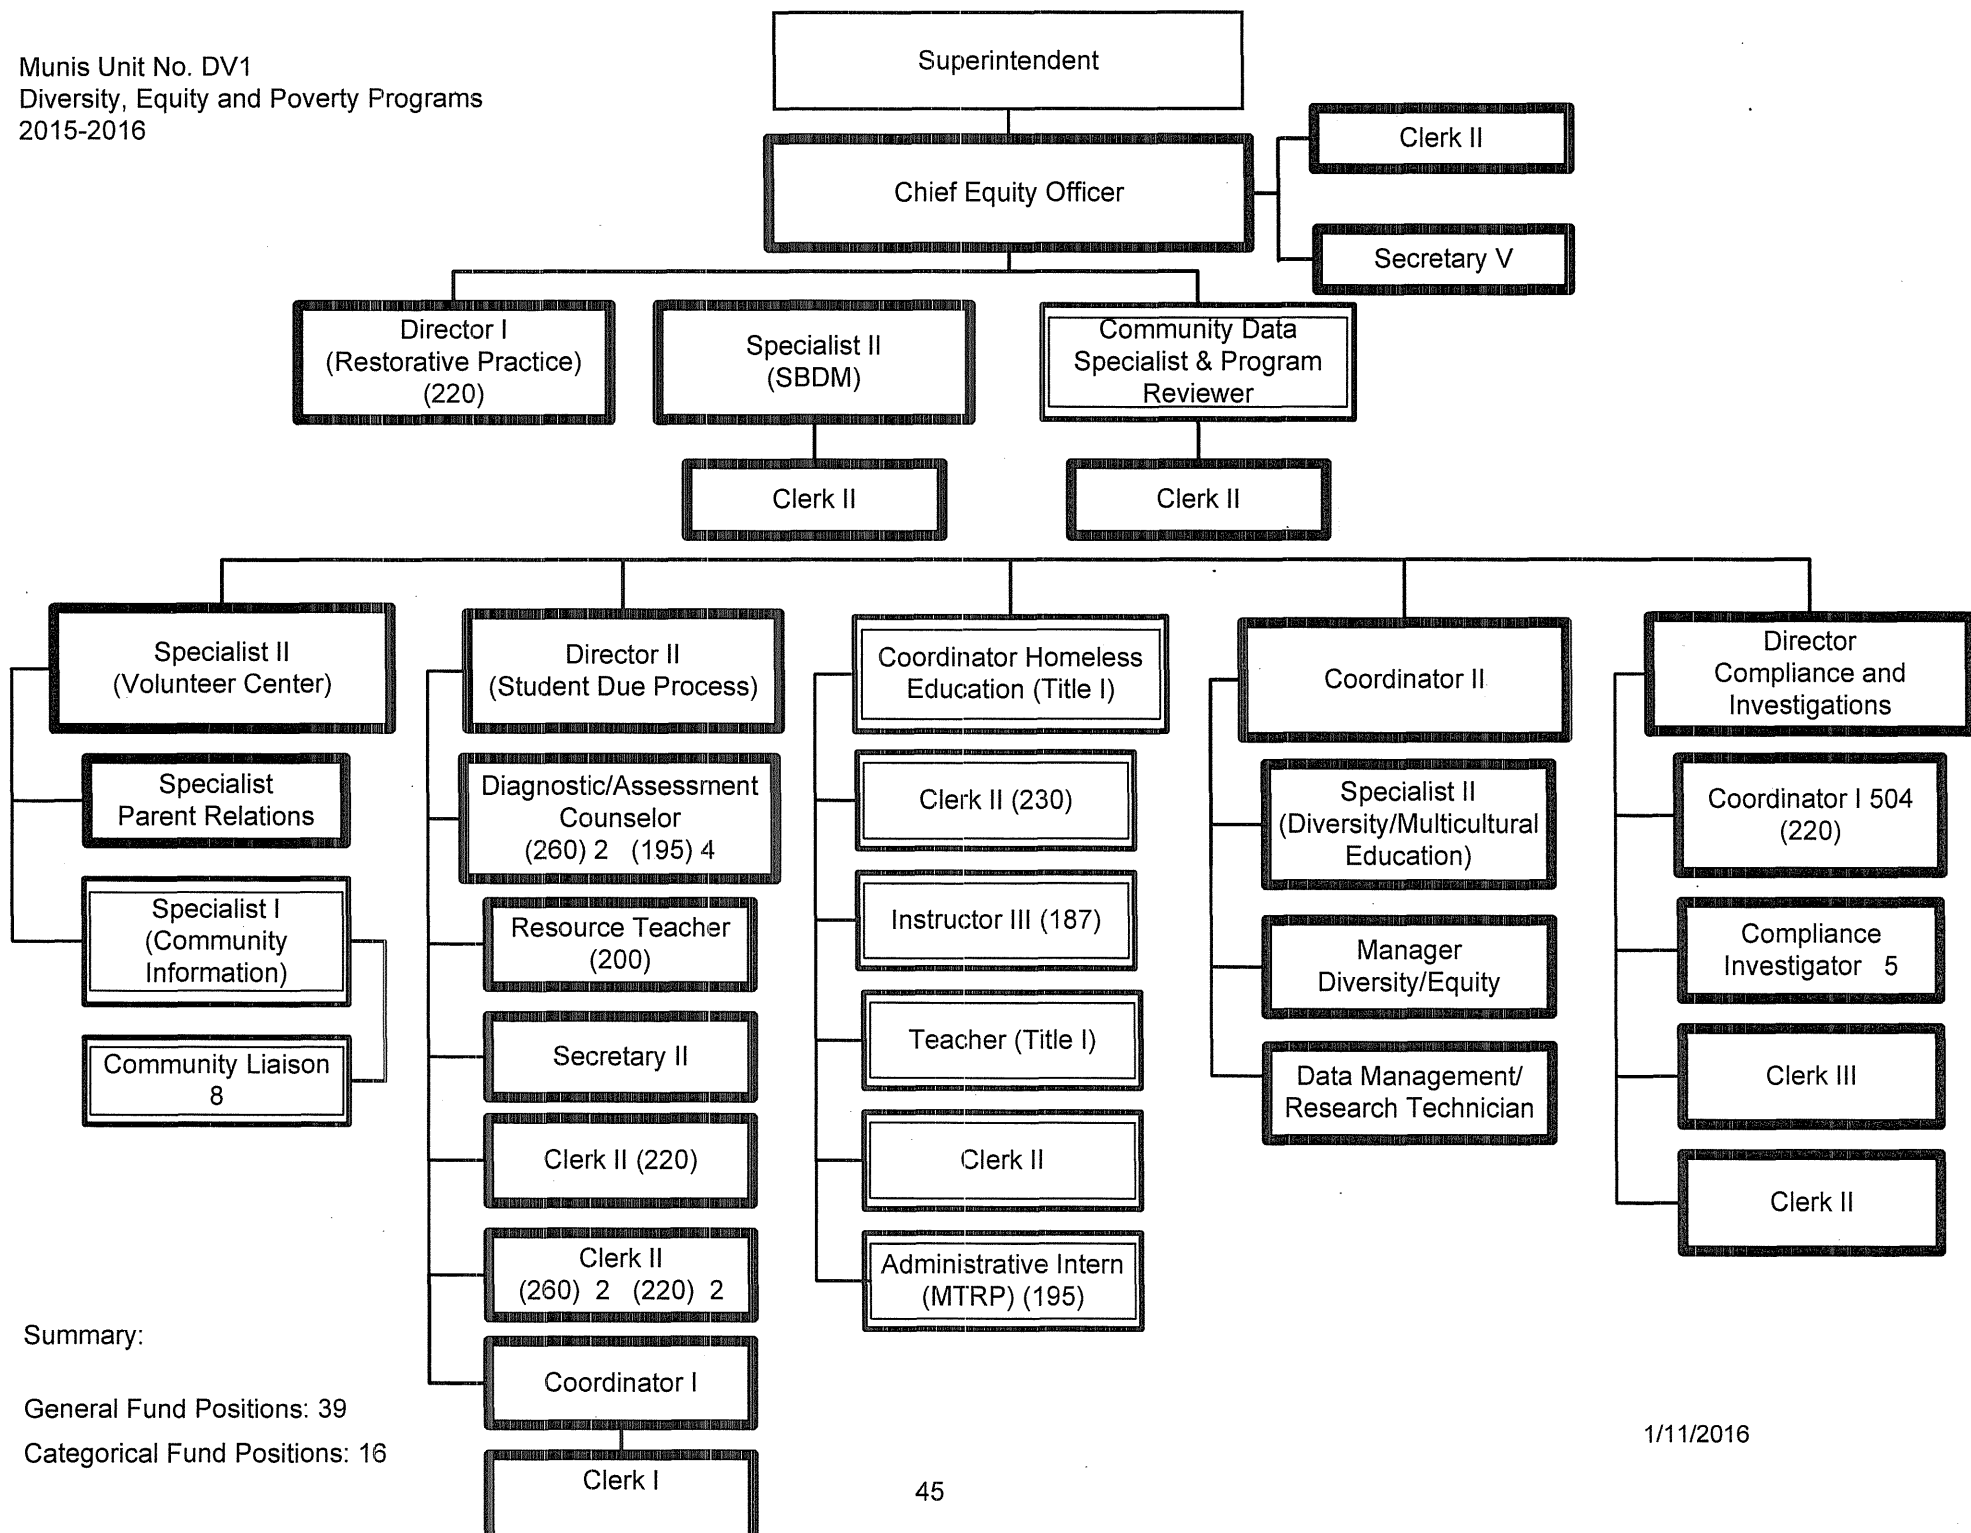 Munis Unit No. DV1
Diversity, Equity and Poverty Programs
2015-2016
Superintendent
Chief Equity Officer
Clerk II
Secretary V
Director I
(Restorative Practice)
(220)
Specialist II
(SBDM)
Community Data
Specialist & Program
Reviewer
Clerk II
Clerk II
Specialist II
(Volunteer Center)
Specialist
Parent Relations
Specialist I
(Community
Information)
Community Liaison
8
Director II
(Student Due Process)
Diagnostic/Assessment
Counselor
(260) 2 (195) 4
Resource Teacher
(200)
Secretary II
Clerk II (220)
Clerk II
(260) 2 (220) 2
Coordinator I
Clerk I
Coordinator Homeless
Education (Title I)
Clerk II (230)
Instructor III (187)
Teacher (Title I)
Clerk II
Administrative Intern
(MTRP) (195)
Coordinator II
Specialist II
(Diversity/Multicultural
Education)
Manager
Diversity/Equity
Data Management/
Research Technician
Director
Compliance and
Investigations
Coordinator I 504
(220)
Compliance
Investigator 5
Clerk III
Clerk II
Summary:
General Fund Positions: 39
Categorical Fund Positions: 16
1/11/2016
45